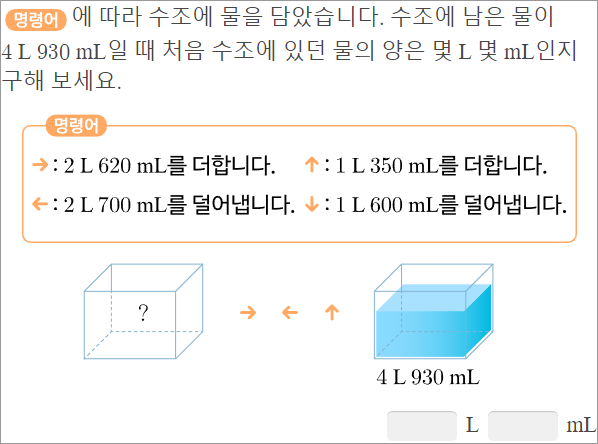 명령어 에 따라 수조에 물을 담았습니다. 수조에 남은 물이
4 L 930 mL일 때 처음 수조에 있던 물의 양은 몇 L 몇 mL인지
구해 보세요.
명령어
→ : 2 L 620 mL를 더합니다. ↑ : 1 L 350 mL를 더합니다.
← : 2 L 700 mL를 덜어냅니다. ↓ : 1 L 600 mL를 덜어냅니다.
? → ← ↑
4 L 930 mL
L mL